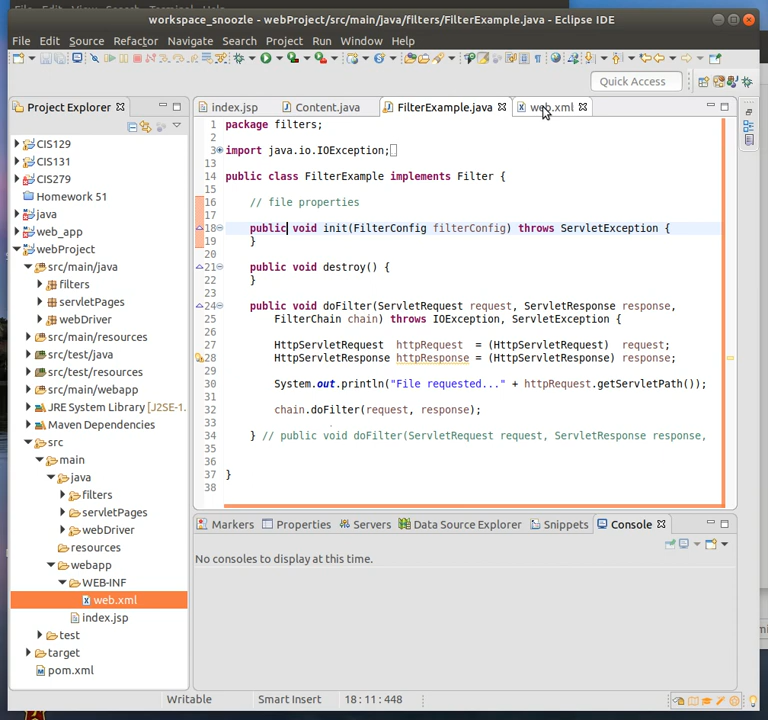 workspace_snoozle - webProject/src/main/java/filters/FilterExample.java - Eclipse IDE
File Edit Source Refactor Navigate Search Project Run Window Help
Quick Access
Project Explorer
index.jsp Content.java FilterExample.java web.xml
CIS129
CIS131
CIS279
Homework 51
java
web_app
webProject
src/main/java
filters
servletPages
webDriver
src/main/resources
src/test/java
src/test/resources
src/main/webapp
JRE System Library [J2SE-1.
Maven Dependencies
src
main
java
filters
servletPages
webDriver
resources
webapp
WEB-INF
web.xml
index.jsp
test
target
pom.xml
1 package filters;
2
3 import java.io.IOException;
13
14 public class FilterExample implements Filter {
15
16 // file properties
17
18 public void init(FilterConfig filterConfig) throws ServletException {
19 }
20
21 public void destroy() {
22 }
23
24 public void doFilter(ServletRequest request, ServletResponse response,
25 FilterChain chain) throws IOException, ServletException {
26
27 HttpServletRequest httpRequest = (HttpServletRequest) request;
28 HttpServletResponse httpResponse = (HttpServletResponse) response;
29
30 System.out.println("File requested..." + httpRequest.getServletPath());
31
32 chain.doFilter(request, response);
33
34 } // public void doFilter(ServletRequest request, ServletResponse response,
35
36
37 }
38
Markers Properties Servers Data Source Explorer Snippets Console
No consoles to display at this time.
Writable Smart Insert 18:11:448